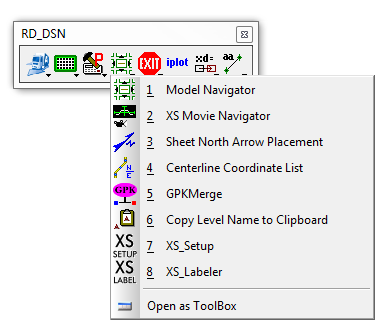 RD_DSN
EXIT
iplot
xd=
aa
1 Model Navigator
2 XS Movie Navigator
3 Sheet North Arrow Placement
N
E
4 Centerline Coordinate List
GPK
5 GPKMerge
6 Copy Level Name to Clipboard
XS
SETUP
7 XS_Setup
XS
LABEL
8 XS_Labeler
Open as ToolBox